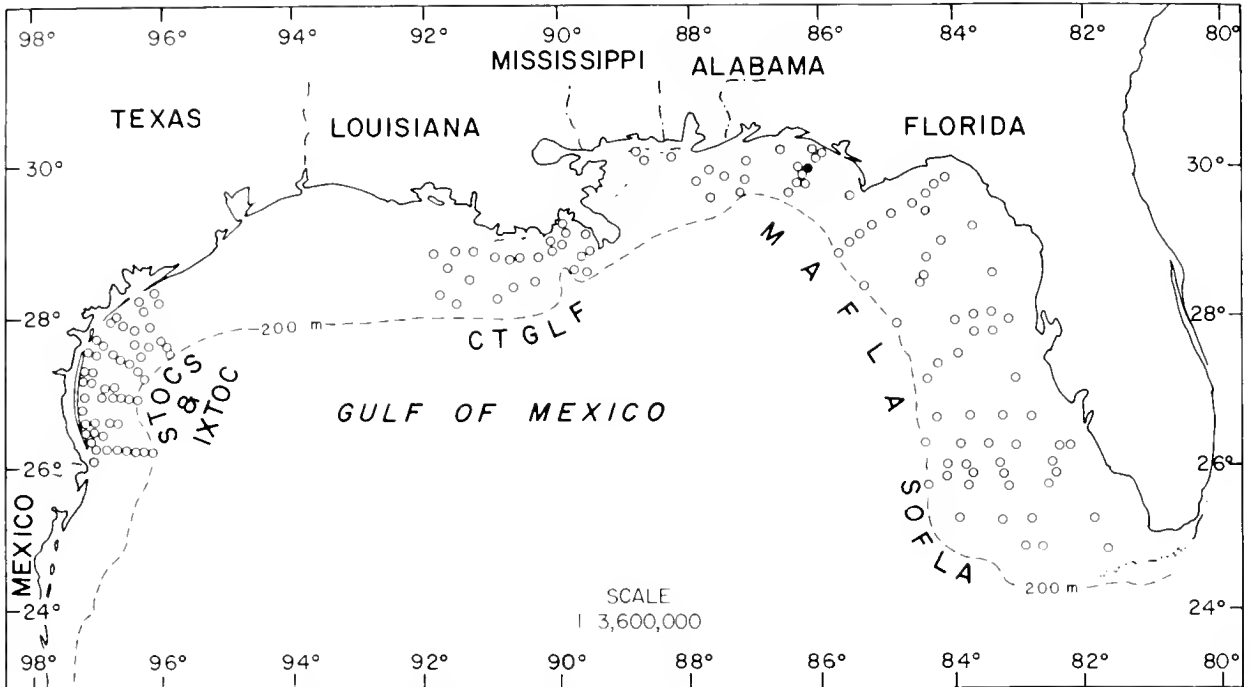 98° 96° 94° 92° 90° 88° 86° 84° 82° 80°
MISSISSIPPI
ALABAMA
TEXAS
LOUISIANA
FLORIDA
30° 30°
MAFLA
28° 200 m 28°
CTGLF
STOCS
&
IXTOC
GULF OF MEXICO
26° 26°
SOFLA
MEXICO
200 m
24° 24°
SCALE
1 3,600,000
98° 96° 94° 92° 90° 88° 86° 84° 82° 80°